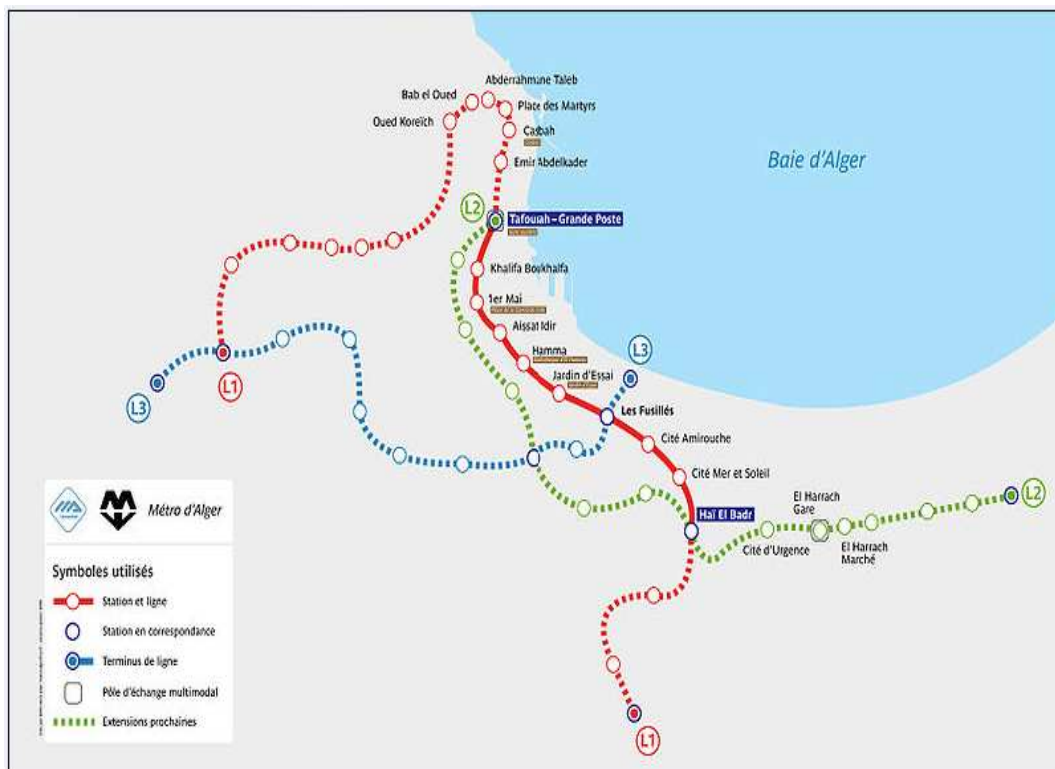 Abderrahmane Taleb
Bab el Oued
Place des Martyrs
Oued Koreïch
Casbah
Emir Abdelkader
Baie d'Alger
L2
Tafourah – Grande Poste
Khalifa Boukhalfa
1er Mai
Aissat Idir
Hamma
L3
Jardin d'Essai
L1
L3
Les Fusillés
Cité Amirouche
Cité Mer et Soleil
El Harrach
Gare
L2
Haï El Badr
Cité d'Urgence
El Harrach
Marché
Métro d'Alger
Symboles utilisés
Station et ligne
Station en correspondance
Terminus de ligne
Pôle d'échange multimodal
Extensions prochaines
L1